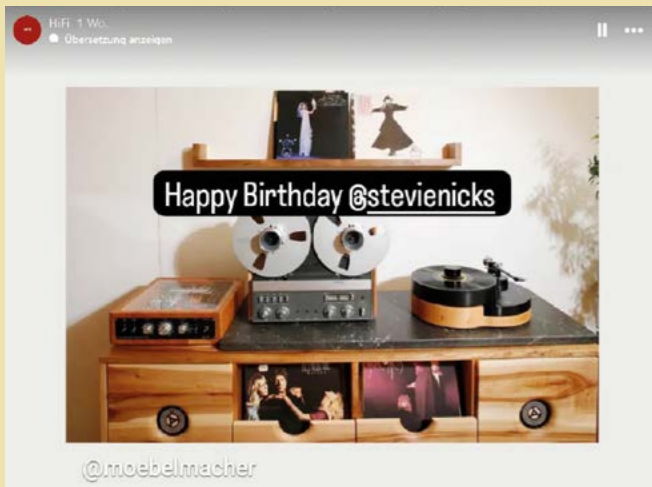 HiFi 1 Wo.
Übersetzung anzeigen
Happy Birthday @stevienicks
@moebelmacher